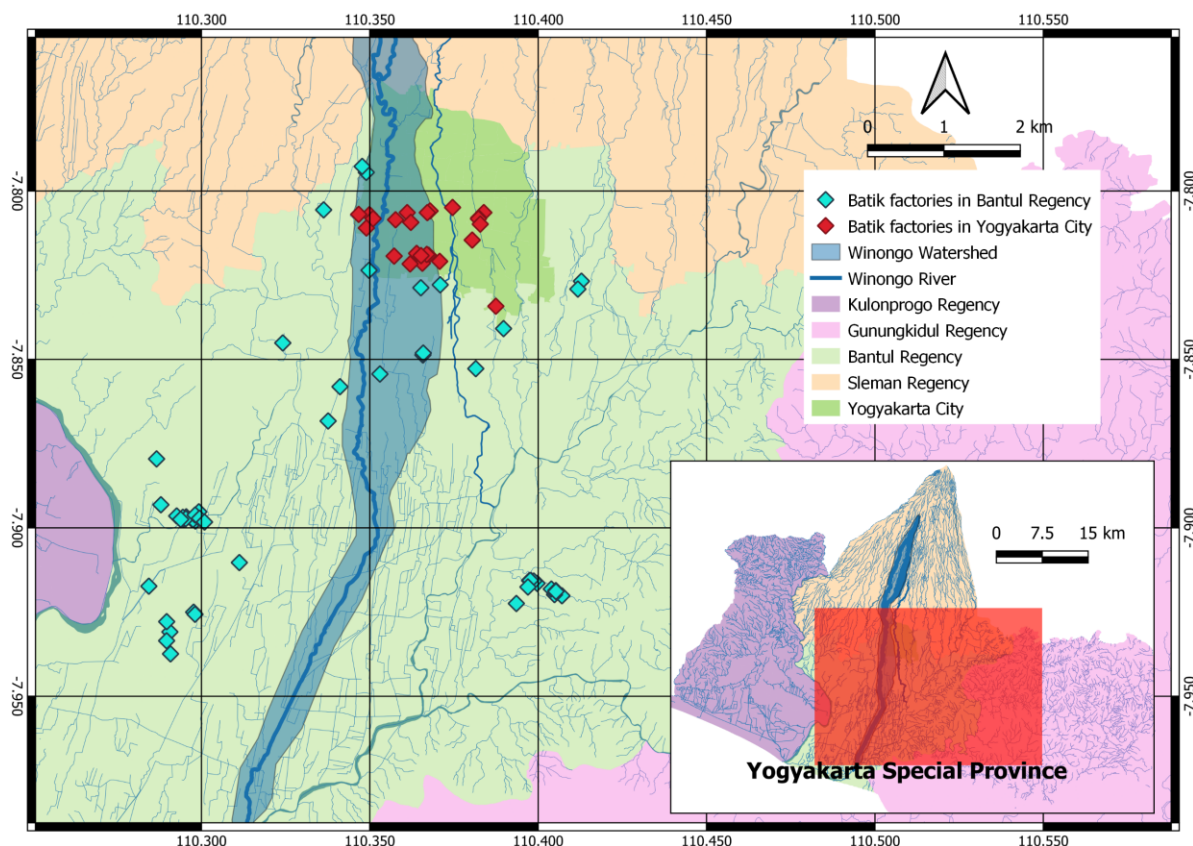 110.300 110.350 110.400 110.450 110.500 110.550
0 1 2 km
-7.800 -7.800
Batik factories in Bantul Regency
Batik factories in Yogyakarta City
Winongo Watershed
Winongo River
Kulonprogo Regency
Gunungkidul Regency
Bantul Regency
Sleman Regency
Yogyakarta City
-7.850 -7.850
-7.900 -7.900
0 7.5 15 km
-7.950 -7.950
Yogyakarta Special Province
110.300 110.350 110.400 110.450 110.500 110.550